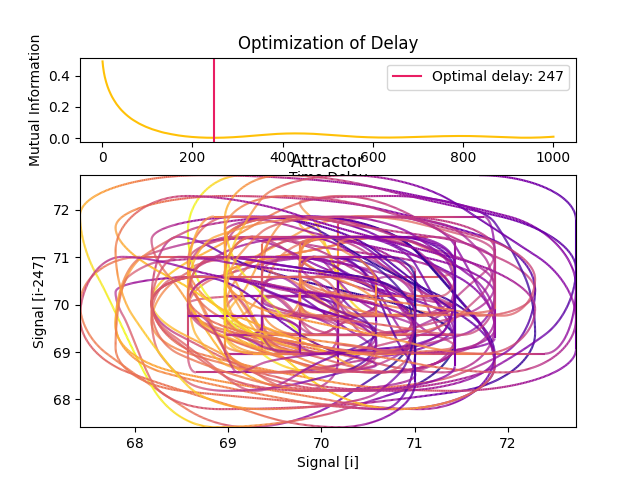 Optimization of Delay
Mutual Information
0.4
0.2
0.0
Optimal delay: 247
0 200 400 600 800 1000
Time Delay
Attractor
Signal [i-247]
72
71
70
69
68
68 69 70 71 72
Signal [i]